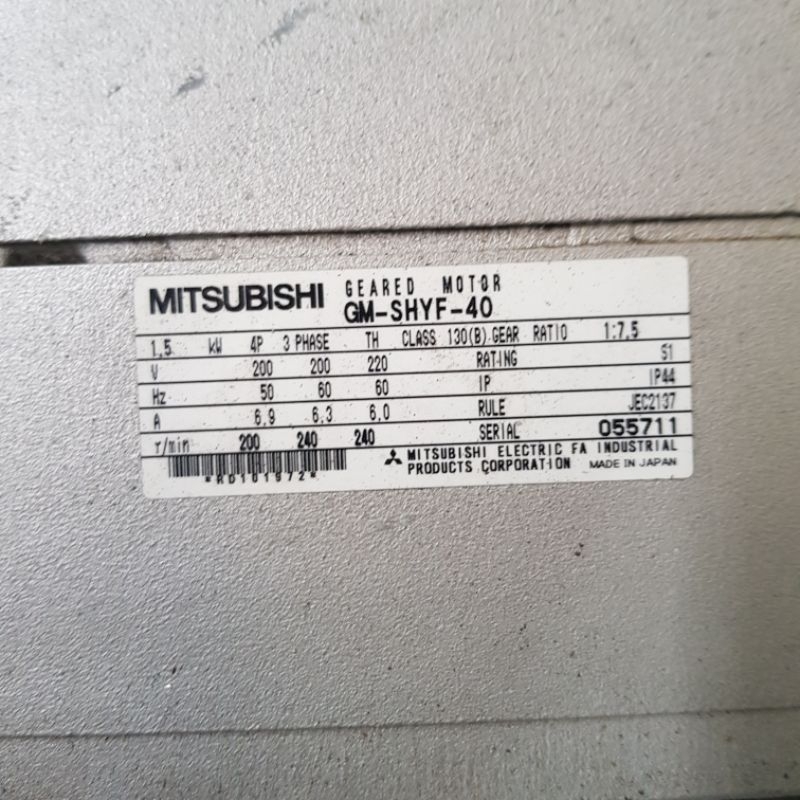 MITSUBISHI GEARED MOTOR
GM-SHYF-40
1.5 kW 4P 3 PHASE TH CLASS 130(B) GEAR RATIO 1:7.5
V 200 200 220 RATING S1
Hz 50 60 60 IP IP44
A 6.9 6.3 6.0 RULE JEC2137
r/min 200 240 240 SERIAL 055711
*RD101972*
MITSUBISHI ELECTRIC FA INDUSTRIAL
PRODUCTS CORPORATION MADE IN JAPAN